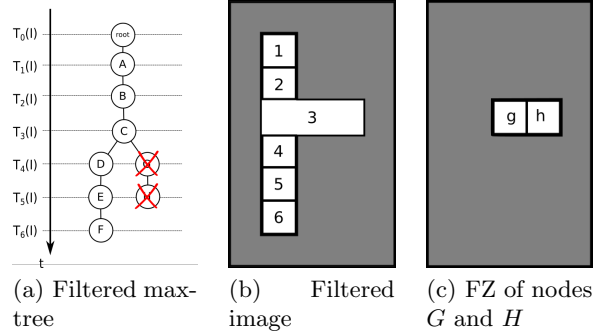 T0(I)
root
T1(I)
A
T2(I)
B
T3(I)
C
T4(I)
D
G
T5(I)
E
H
T6(I)
F
t
1
2
3
4
5
6
g h
(a) Filtered max-
tree
(b) Filtered
image
(c) FZ of nodes
G and H